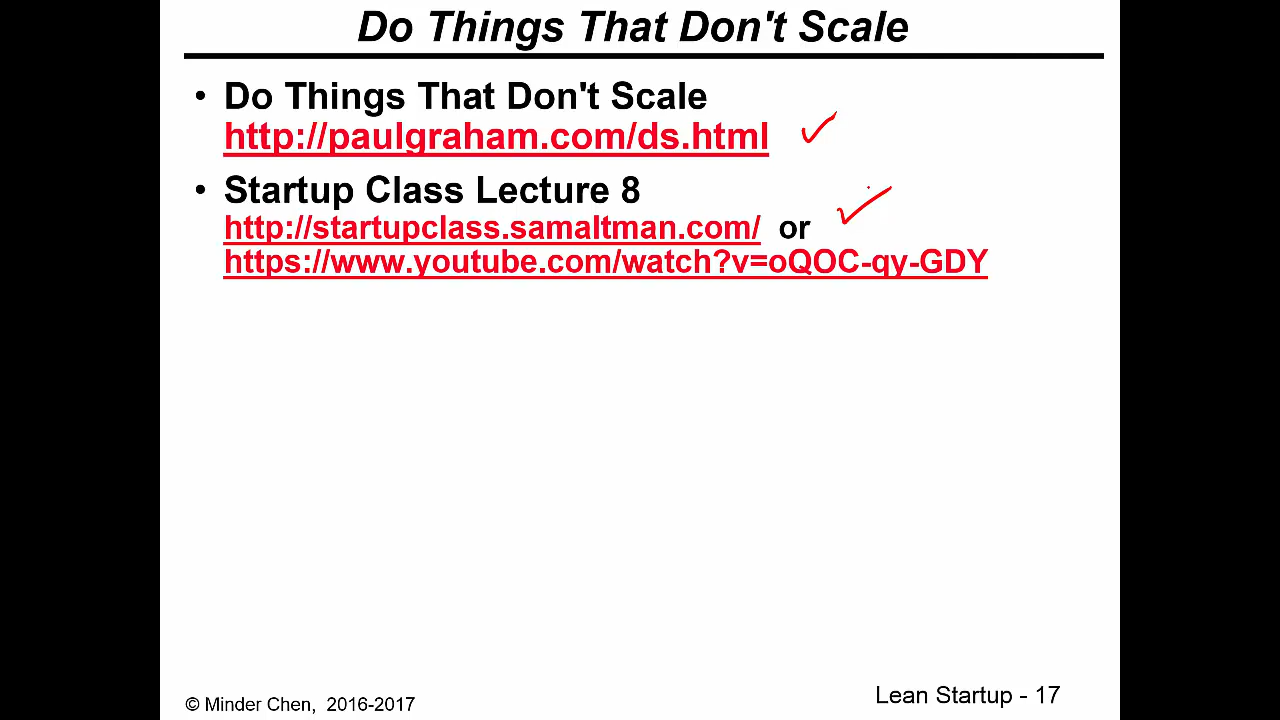 Do Things That Don't Scale
• Do Things That Don't Scale
http://paulgraham.com/ds.html
• Startup Class Lecture 8
http://startupclass.samaltman.com/ or
https://www.youtube.com/watch?v=oQOC-qy-GDY
© Minder Chen, 2016-2017
Lean Startup - 17